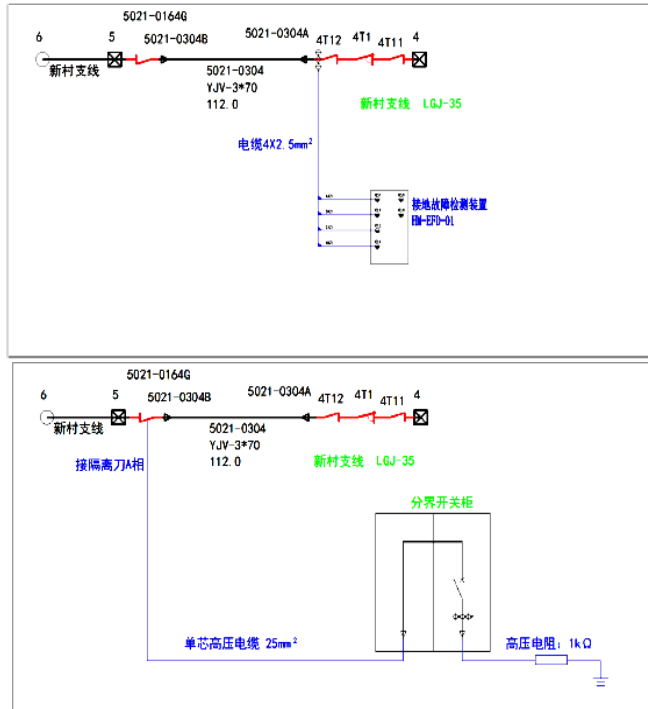 5021-0164G
6
5
5021-0304B
5021-0304A
4T12
4T1
4T11
4
新村支线
5021-0304
YJV-3*70
112.0
新村支线 LGJ-35
电缆4X2.5mm²
接地故障检测装置
HM-EFD-01
5021-0164G
6
5
5021-0304B
5021-0304A
4T12
4T1
4T11
4
新村支线
5021-0304
YJV-3*70
112.0
接隔离刀A相
新村支线 LGJ-35
分界开关柜
单芯高压电缆 25mm²
高压电阻：1kΩ